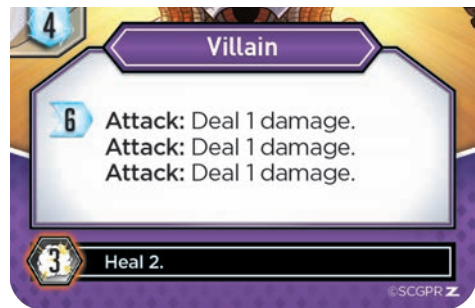 4
Villain
6 Attack: Deal 1 damage.
Attack: Deal 1 damage.
Attack: Deal 1 damage.
3 Heal 2.
©SCGPR Z